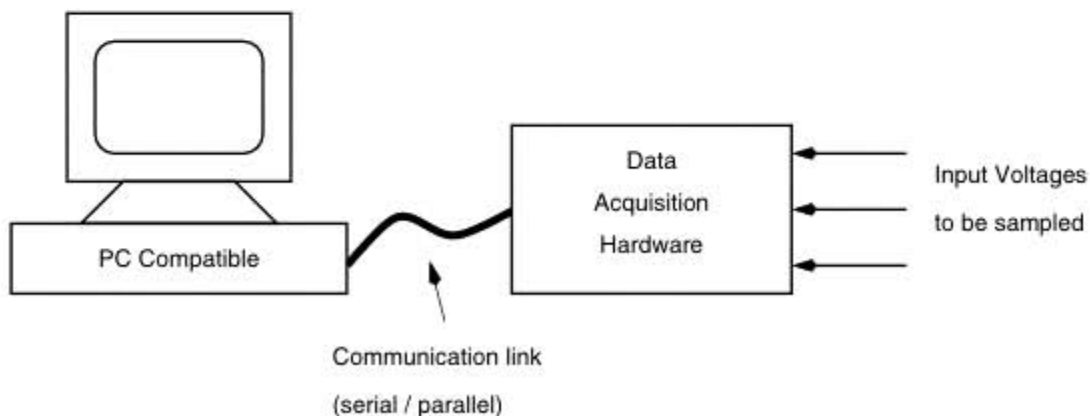 Data
Acquisition
Hardware
Input Voltages
to be sampled
PC Compatible
Communication link
(serial / parallel)